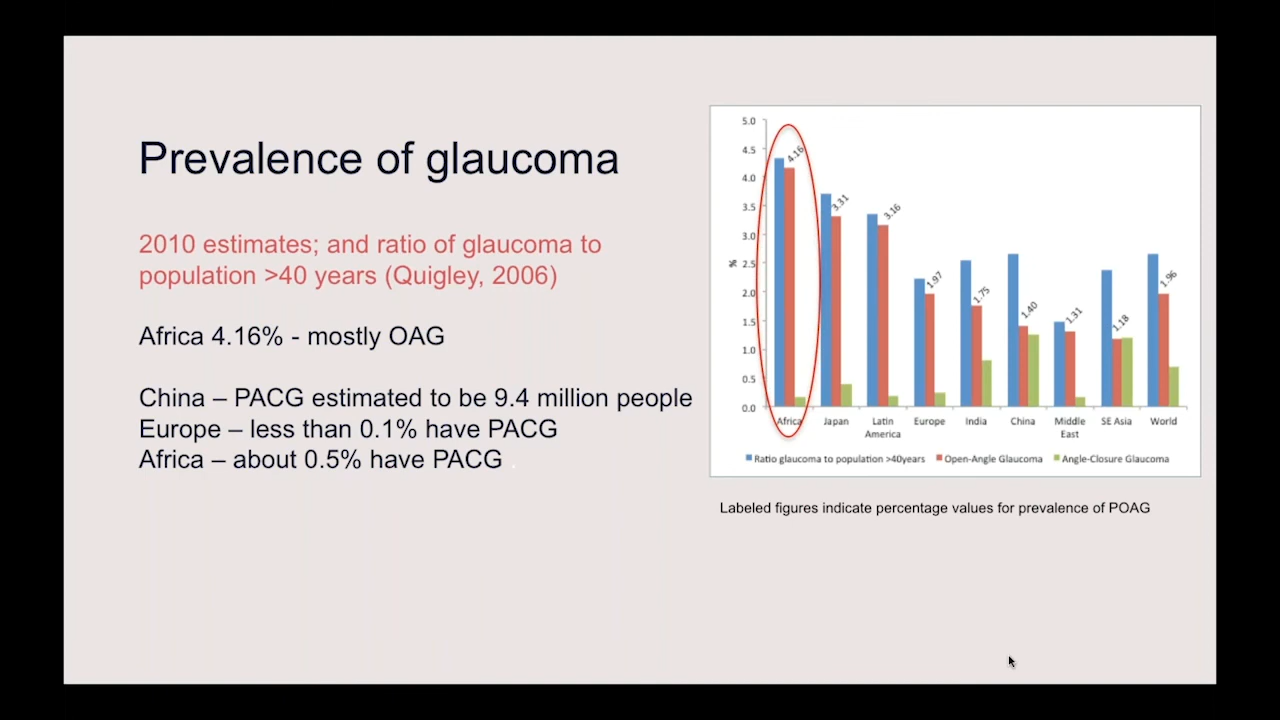 Prevalence of glaucoma
2010 estimates; and ratio of glaucoma to
population >40 years (Quigley, 2006)
Africa 4.16% - mostly OAG
China – PACG estimated to be 9.4 million people
Europe – less than 0.1% have PACG
Africa – about 0.5% have PACG
5.0
4.5
4.0
3.5
3.0
2.5
2.0
1.5
1.0
0.5
0.0
%
4.16
3.31
3.16
1.97
1.75
1.40
1.31
1.18
1.96
Africa Japan Latin Europe India China Middle SE Asia World
America East
Ratio glaucoma to population >40years Open-Angle Glaucoma Angle-Closure Glaucoma
Labeled figures indicate percentage values for prevalence of POAG